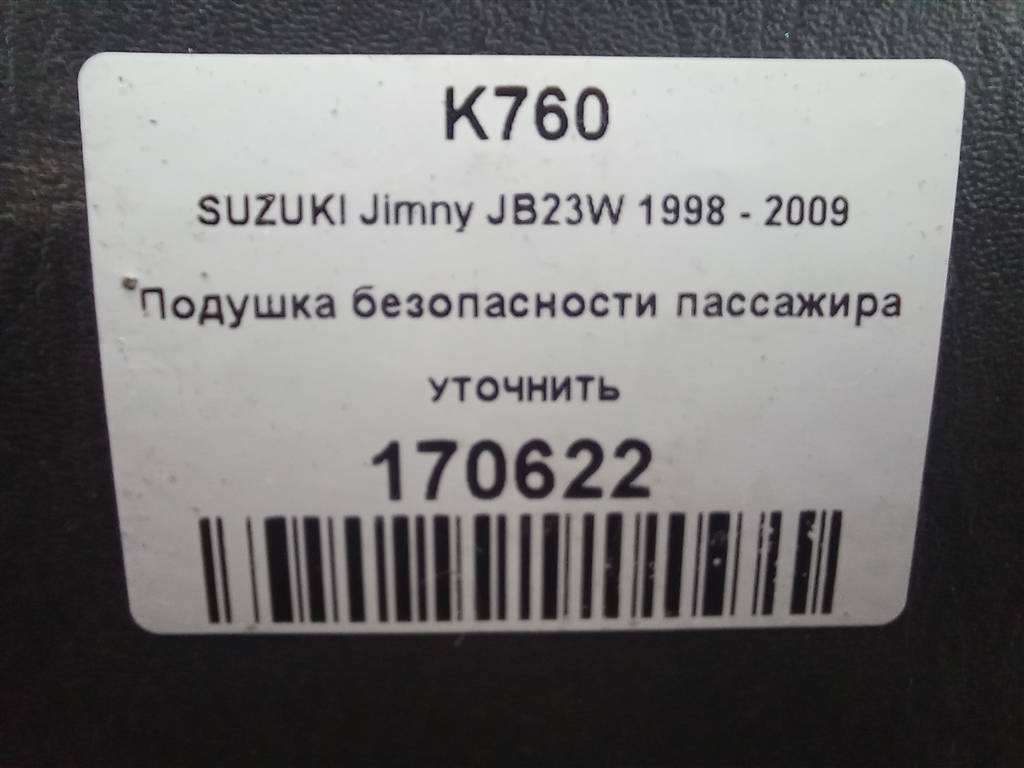 K760
SUZUKI Jimny JB23W 1998 - 2009
Подушка безопасности пассажира
уточнить
170622